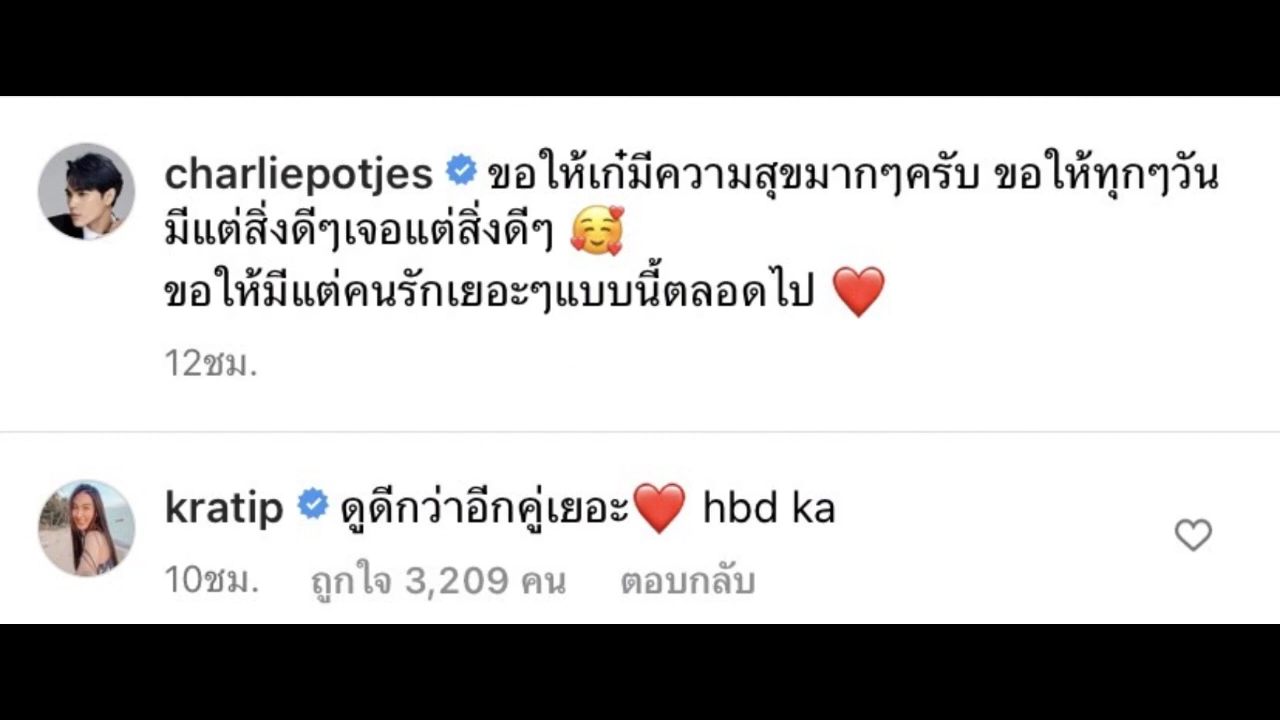 charliepotjes ขอให้เก๋มีความสุขมากๆครับ ขอให้ทุกๆวัน
มีแต่สิ่งดีๆเจอแต่สิ่งดีๆ 🥰
ขอให้มีแต่คนรักเยอะๆแบบนี้ตลอดไป ❤️
12ชม.
kratip ดูดีกว่าอีกคู่เยอะ❤️ hbd ka
10ชม. ถูกใจ 3,209 คน ตอบกลับ